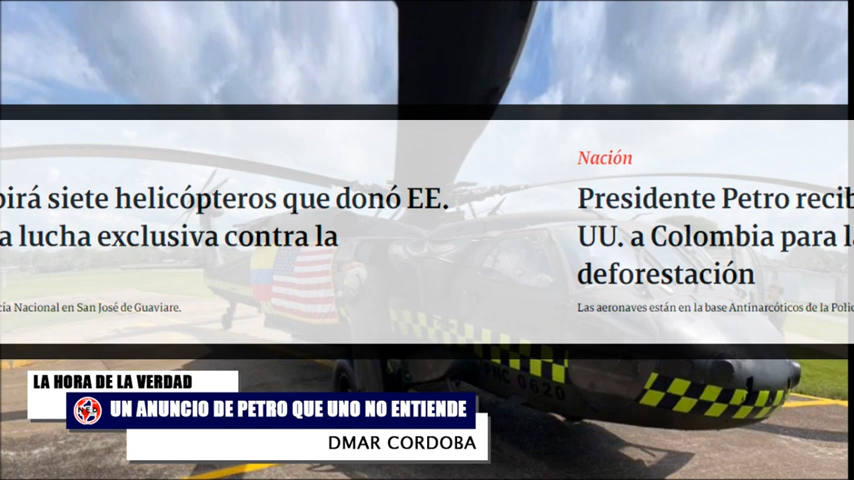 birá siete helicópteros que donó EE.
a lucha exclusiva contra la
cía Nacional en San José de Guaviare.
Nación
Presidente Petro recib
UU. a Colombia para la
deforestación
Las aeronaves están en la base Antinarcóticos de la Polic
PNC 0620
LA HORA DE LA VERDAD
UN ANUNCIO DE PETRO QUE UNO NO ENTIENDE
DMAR CORDOBA